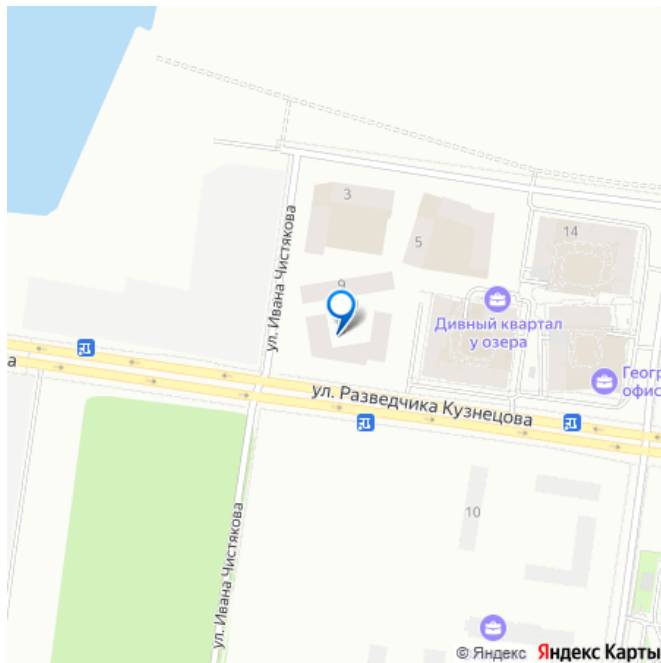 3
ул. Ивана Чистякова
5
14
9
Дивный квартал
у озера
Геогр
офис
а
ул. Разведчика Кузнецова
10
ул. Ивана Чистякова
© Яндекс Яндекс Карты